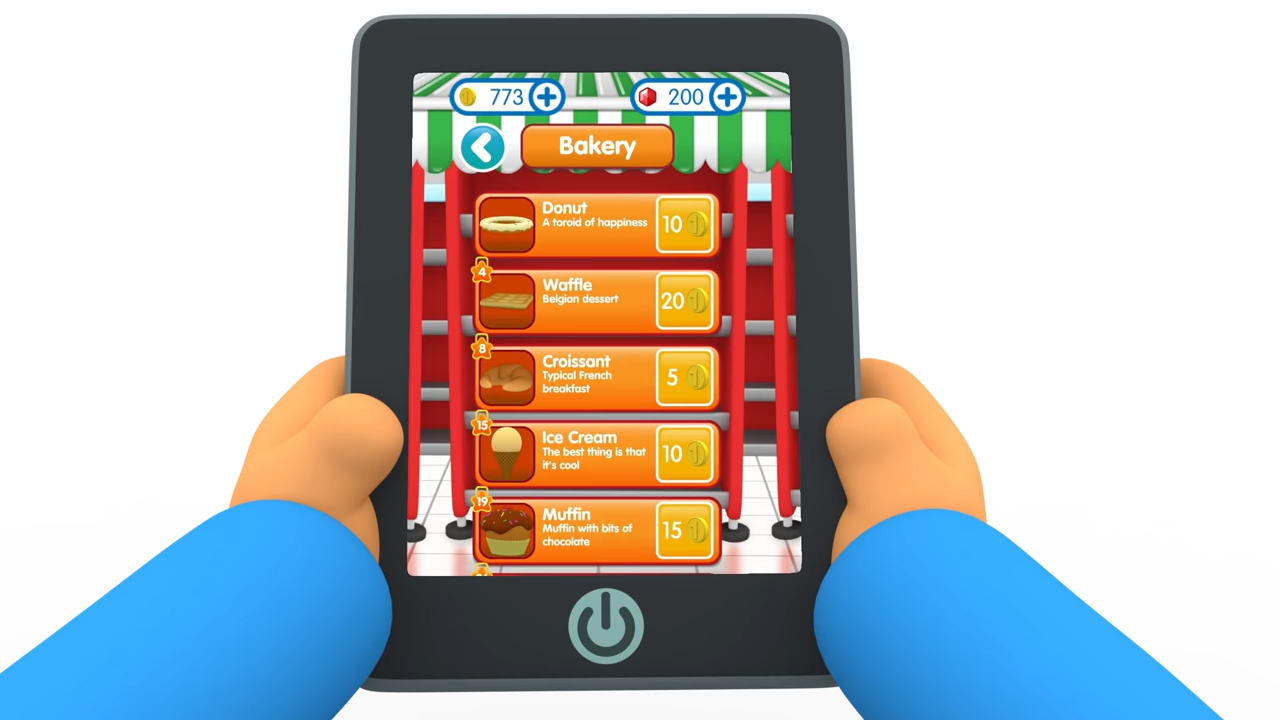 773
200
Bakery
Donut
A toroid of happiness
10
4
Waffle
Belgian dessert
20
8
Croissant
Typical French
breakfast
5
15
Ice Cream
The best thing is that
it's cool
10
19
Muffin
Muffin with bits of
chocolate
15